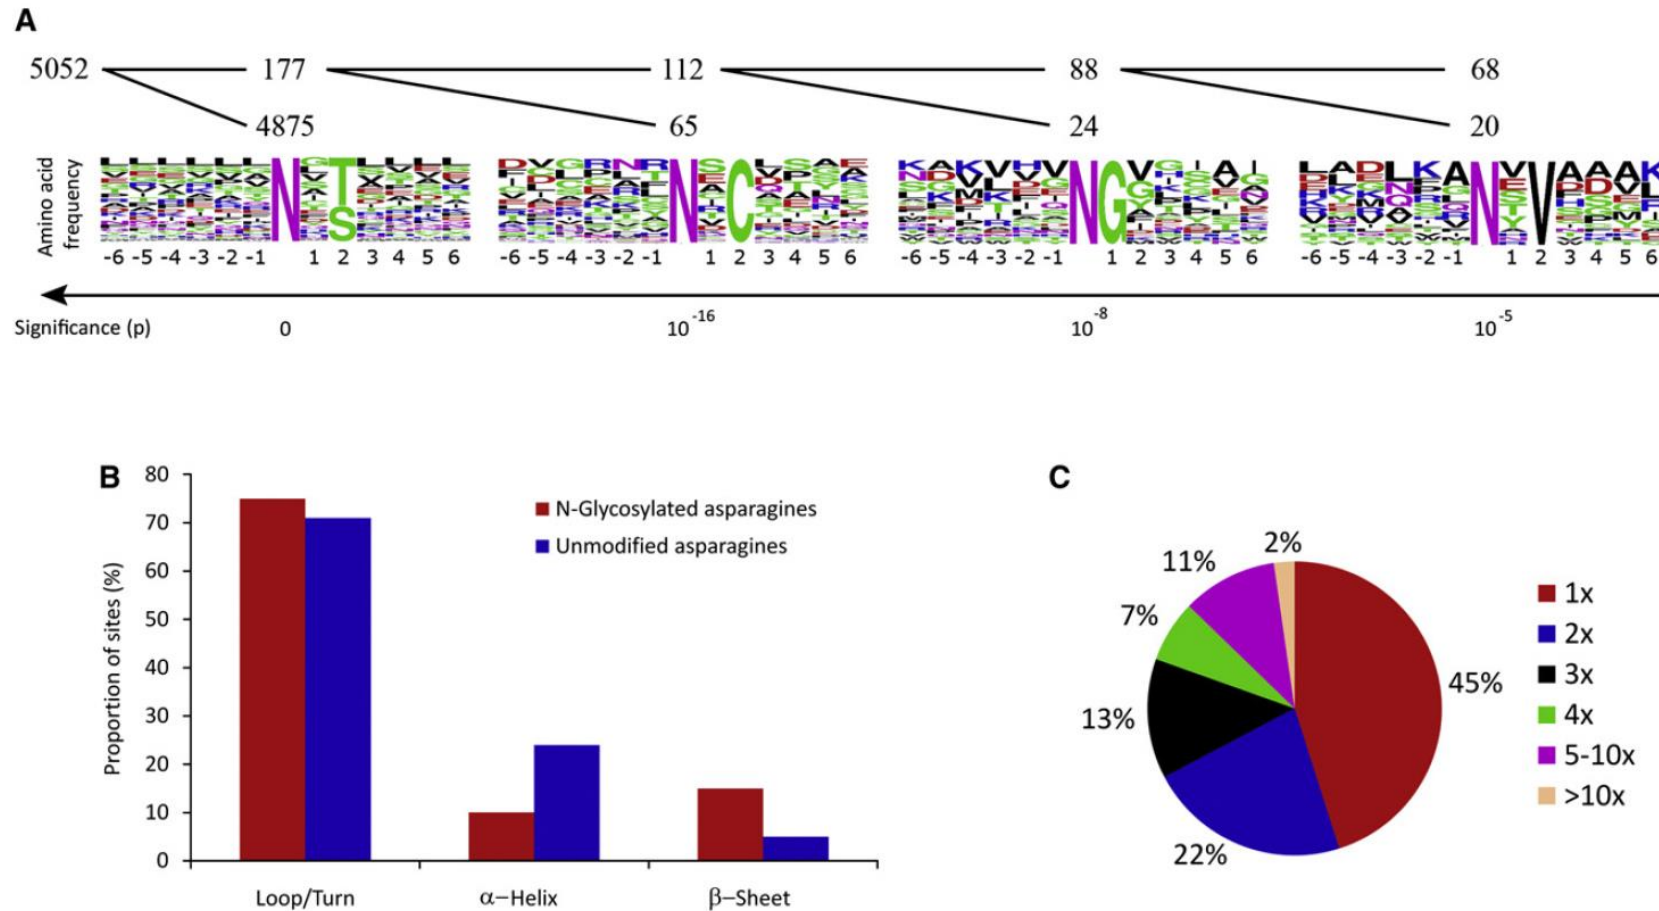 A
5052 177 112 88 68
4875 65 24 20
Amino acid
frequency
N T S
N C
N G
N V
-6 -5 -4 -3 -2 -1 1 2 3 4 5 6
-6 -5 -4 -3 -2 -1 1 2 3 4 5 6
-6 -5 -4 -3 -2 -1 1 2 3 4 5 6
-6 -5 -4 -3 -2 -1 1 2 3 4 5 6
Significance (p) 0 10-16 10-8 10-5
B
Proportion of sites (%)
80
70
60
50
40
30
20
10
0
N-Glycosylated asparagines
Unmodified asparagines
Loop/Turn α-Helix β-Sheet
C
2%
11%
7%
13%
22%
45%
1x
2x
3x
4x
5-10x
>10x